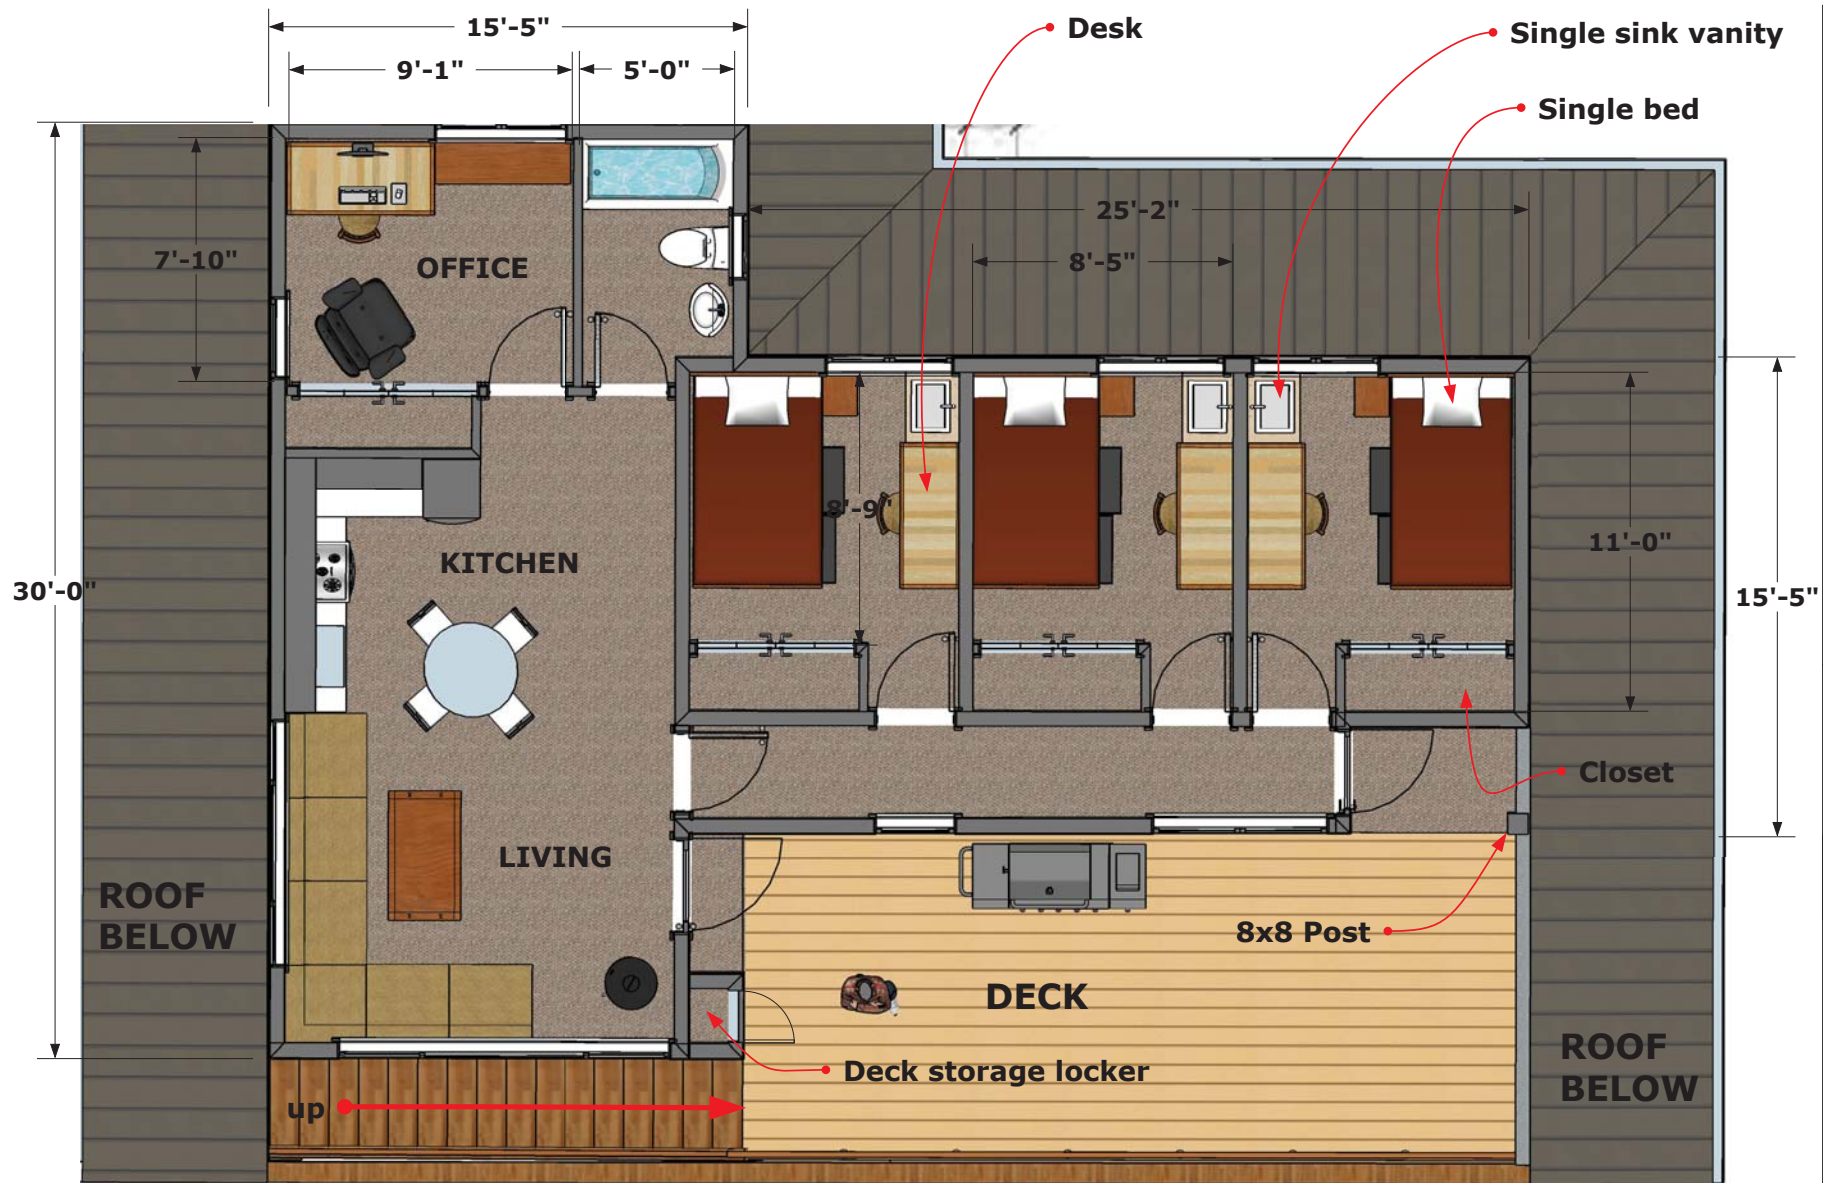 15'-5"
Desk
Single sink vanity
9'-1"
5'-0"
Single bed
25'-2"
7'-10"
OFFICE
8'-5"
8'-9"
11'-0"
KITCHEN
30'-0"
15'-5"
Closet
LIVING
ROOF
BELOW
8x8 Post
DECK
Deck storage locker
ROOF
BELOW
up